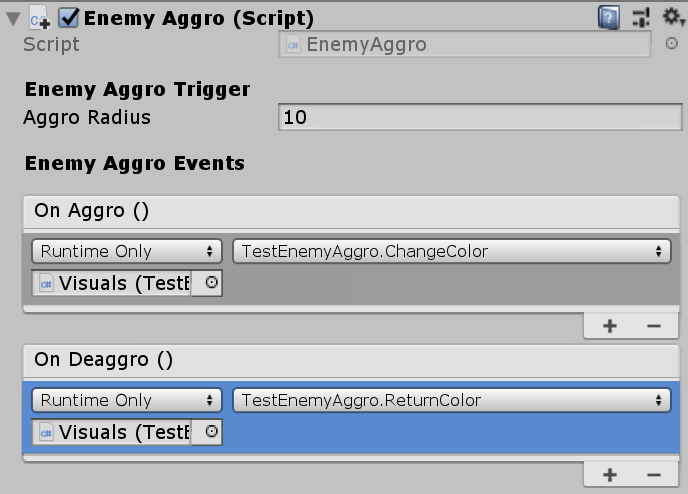 Enemy Aggro (Script)
Script EnemyAggro
Enemy Aggro Trigger
Aggro Radius 10
Enemy Aggro Events
On Aggro ()
Runtime Only TestEnemyAggro.ChangeColor
Visuals (TestE
On Deaggro ()
Runtime Only TestEnemyAggro.ReturnColor
Visuals (TestE